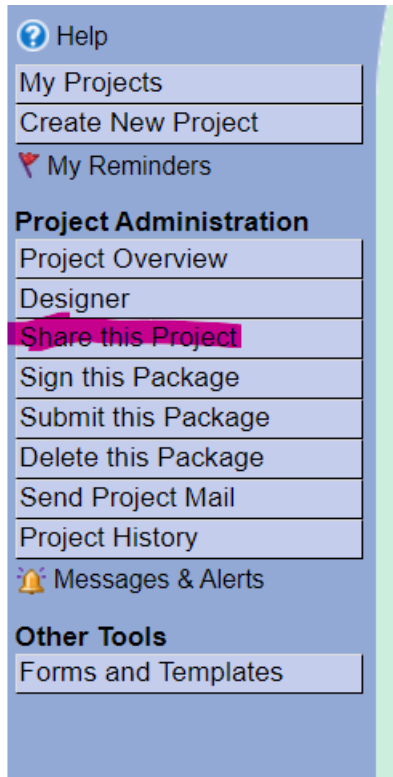 Help
My Projects
Create New Project
My Reminders
Project Administration
Project Overview
Designer
Share this Project
Sign this Package
Submit this Package
Delete this Package
Send Project Mail
Project History
Messages & Alerts
Other Tools
Forms and Templates